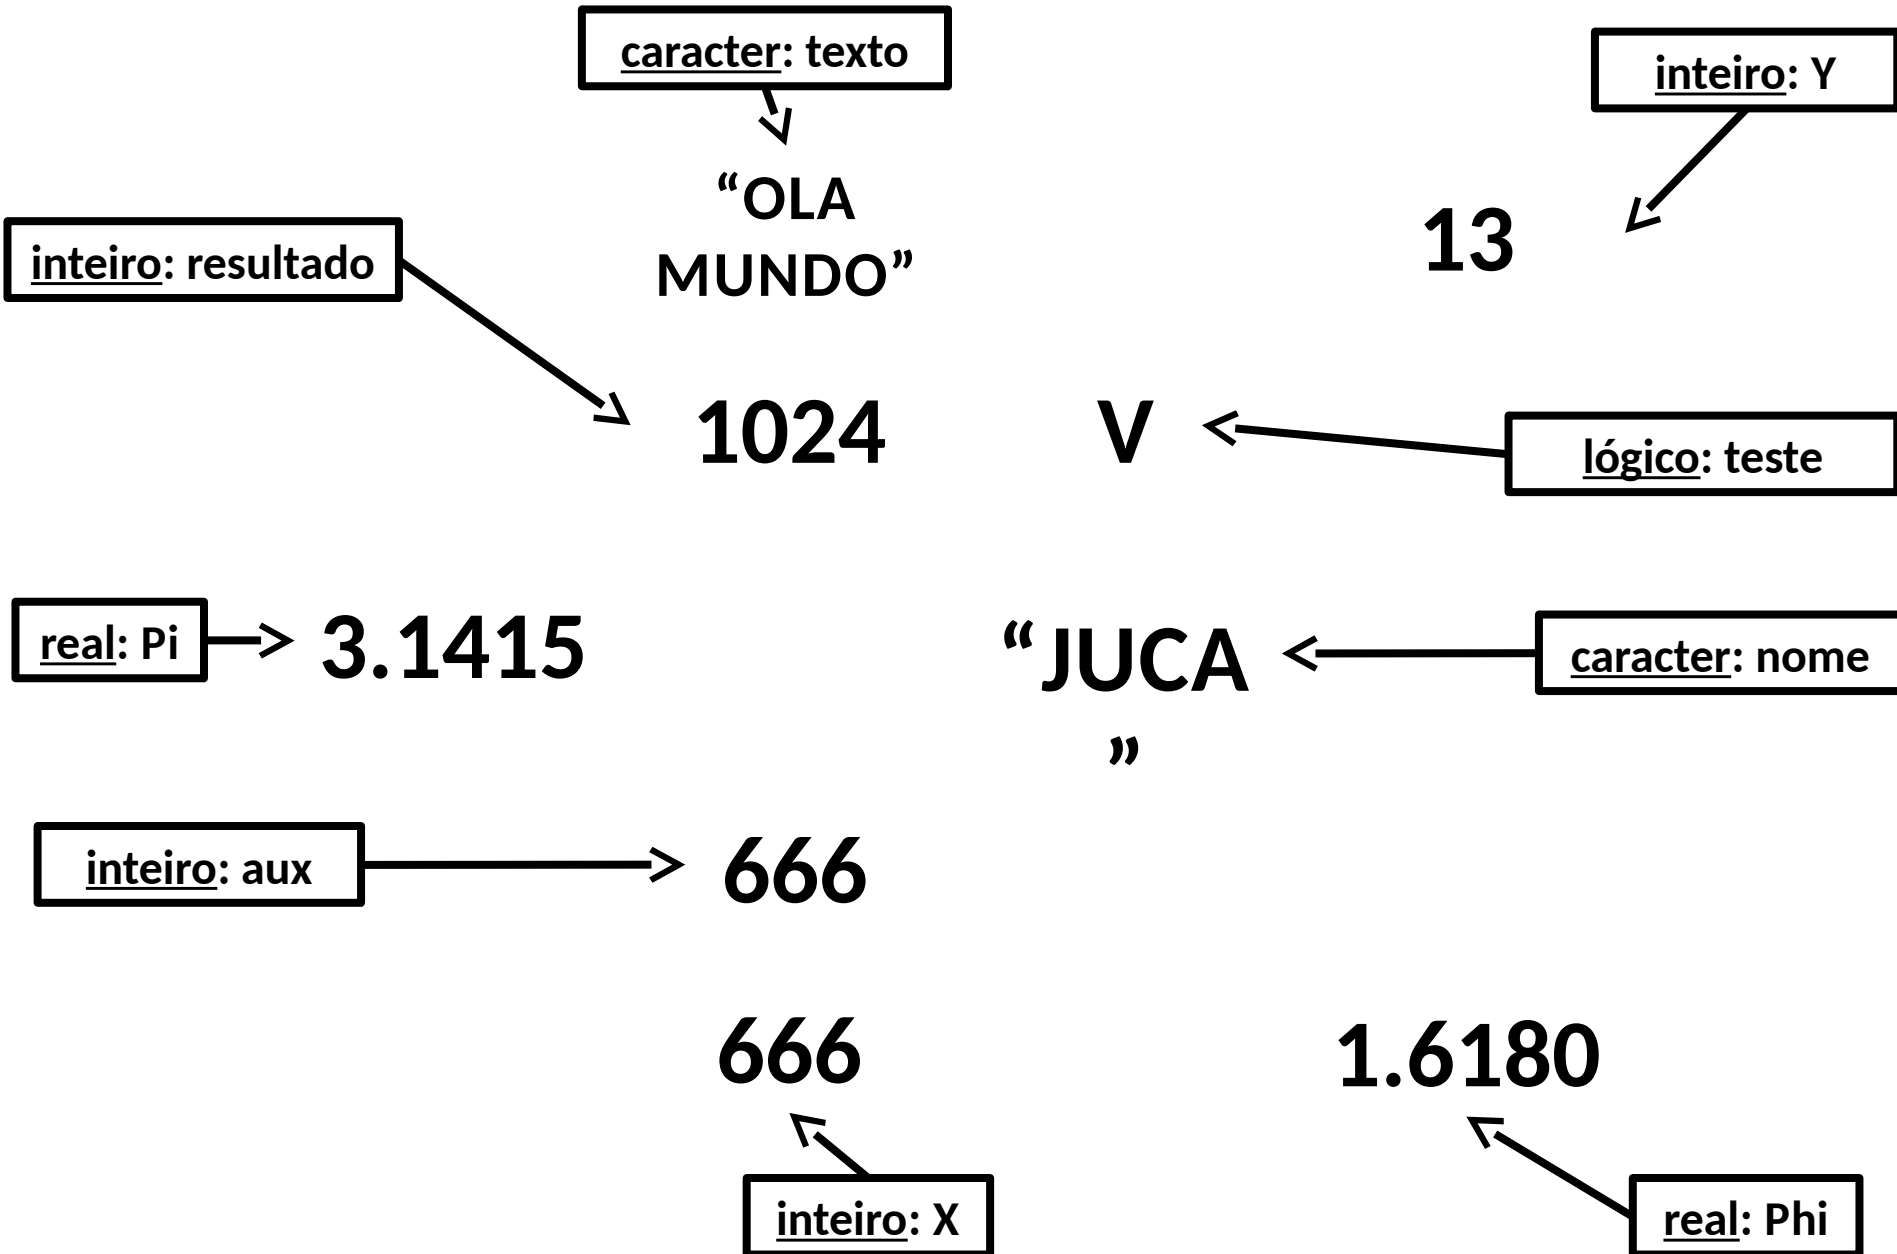 caracter: texto
inteiro: Y
“OLA
MUNDO”
13
inteiro: resultado
1024
V
lógico: teste
real: Pi
3.1415
“JUCA
”
caracter: nome
inteiro: aux
666
666
1.6180
inteiro: X
real: Phi